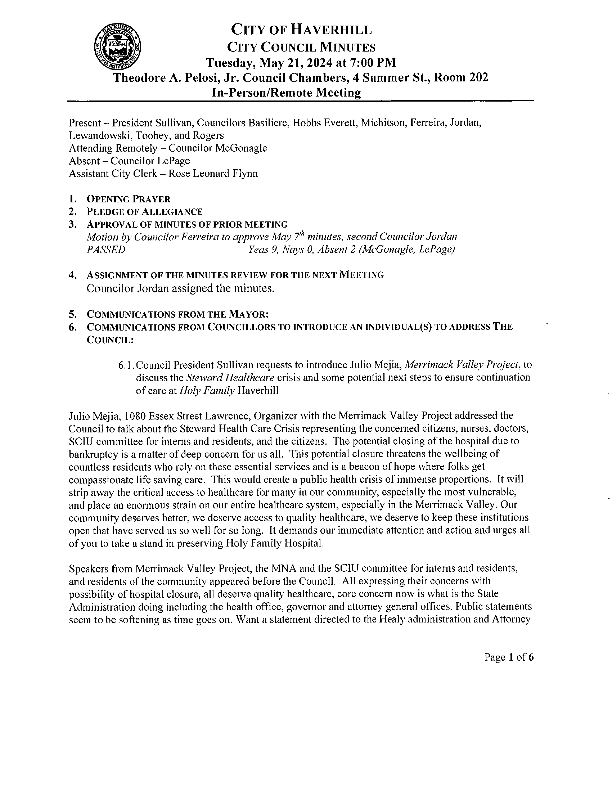 CITY OF HAVERHILL
CITY COUNCIL MINUTES
Tuesday, May 21, 2024 at 7:00 PM
Theodore A. Pelosi, Jr. Council Chambers, 4 Summer St., Room 202
In-Person/Remote Meeting
Present – President Sullivan, Councilors Basiliere, Hobbs Everett, Michitson, Ferreira, Jordan,
Lewandowski, Toohey, and Rogers
Attending Remotely – Councilor McGonagle
Absent – Councilor LePage
Assistant City Clerk – Rose Leonard Flynn
1. OPENING PRAYER
2. PLEDGE OF ALLEGIANCE
3. APPROVAL OF MINUTES OF PRIOR MEETING
Motion by Councilor Ferreira to approve May 7th minutes, second Councilor Jordan
PASSED Yeas 9, Nays 0, Absent 2 (McGonagle, LePage)
4. ASSIGNMENT OF THE MINUTES REVIEW FOR THE NEXT MEETING
Councilor Jordan assigned the minutes.
5. COMMUNICATIONS FROM THE MAYOR:
6. COMMUNICATIONS FROM COUNCILLORS TO INTRODUCE AN INDIVIDUAL(S) TO ADDRESS THE
COUNCIL:
6.1. Council President Sullivan requests to introduce Julio Mejia, Merrimack Valley Project, to
discuss the Steward Healthcare crisis and some potential next steps to ensure continuation
of care at Holy Family Haverhill
Julio Mejia, 1080 Essex Street Lawrence, Organizer with the Merrimack Valley Project addressed the
Council to talk about the Steward Health Care Crisis representing the concerned citizens, nurses, doctors,
SCIU committee for interns and residents, and the citizens. The potential closing of the hospital due to
bankruptcy is a matter of deep concern for us all. This potential closure threatens the wellbeing of
countless residents who rely on these essential services and is a beacon of hope where folks get
compassionate life saving care. This would create a public health crisis of immense proportions. It will
strip away the critical access to healthcare for many in our community, especially the most vulnerable,
and place an enormous strain on our entire healthcare system, especially in the Merrimack Valley. Our
community deserves better, we deserve access to quality healthcare, we deserve to keep these institutions
open that have served us so well for so long. It demands our immediate attention and action and urges all
of you to take a stand in preserving Holy Family Hospital.
Speakers from Merrimack Valley Project, the MNA and the SCIU committee for interns and residents,
and residents of the community appeared before the Council. All expressing their concerns with
possibility of hospital closure, all deserve quality healthcare, core concern now is what is the State
Administration doing including the health office, governor and attorney general offices. Public statements
seem to be softening as time goes on. Want a statement directed to the Healy administration and Attorney
Page 1 of 6